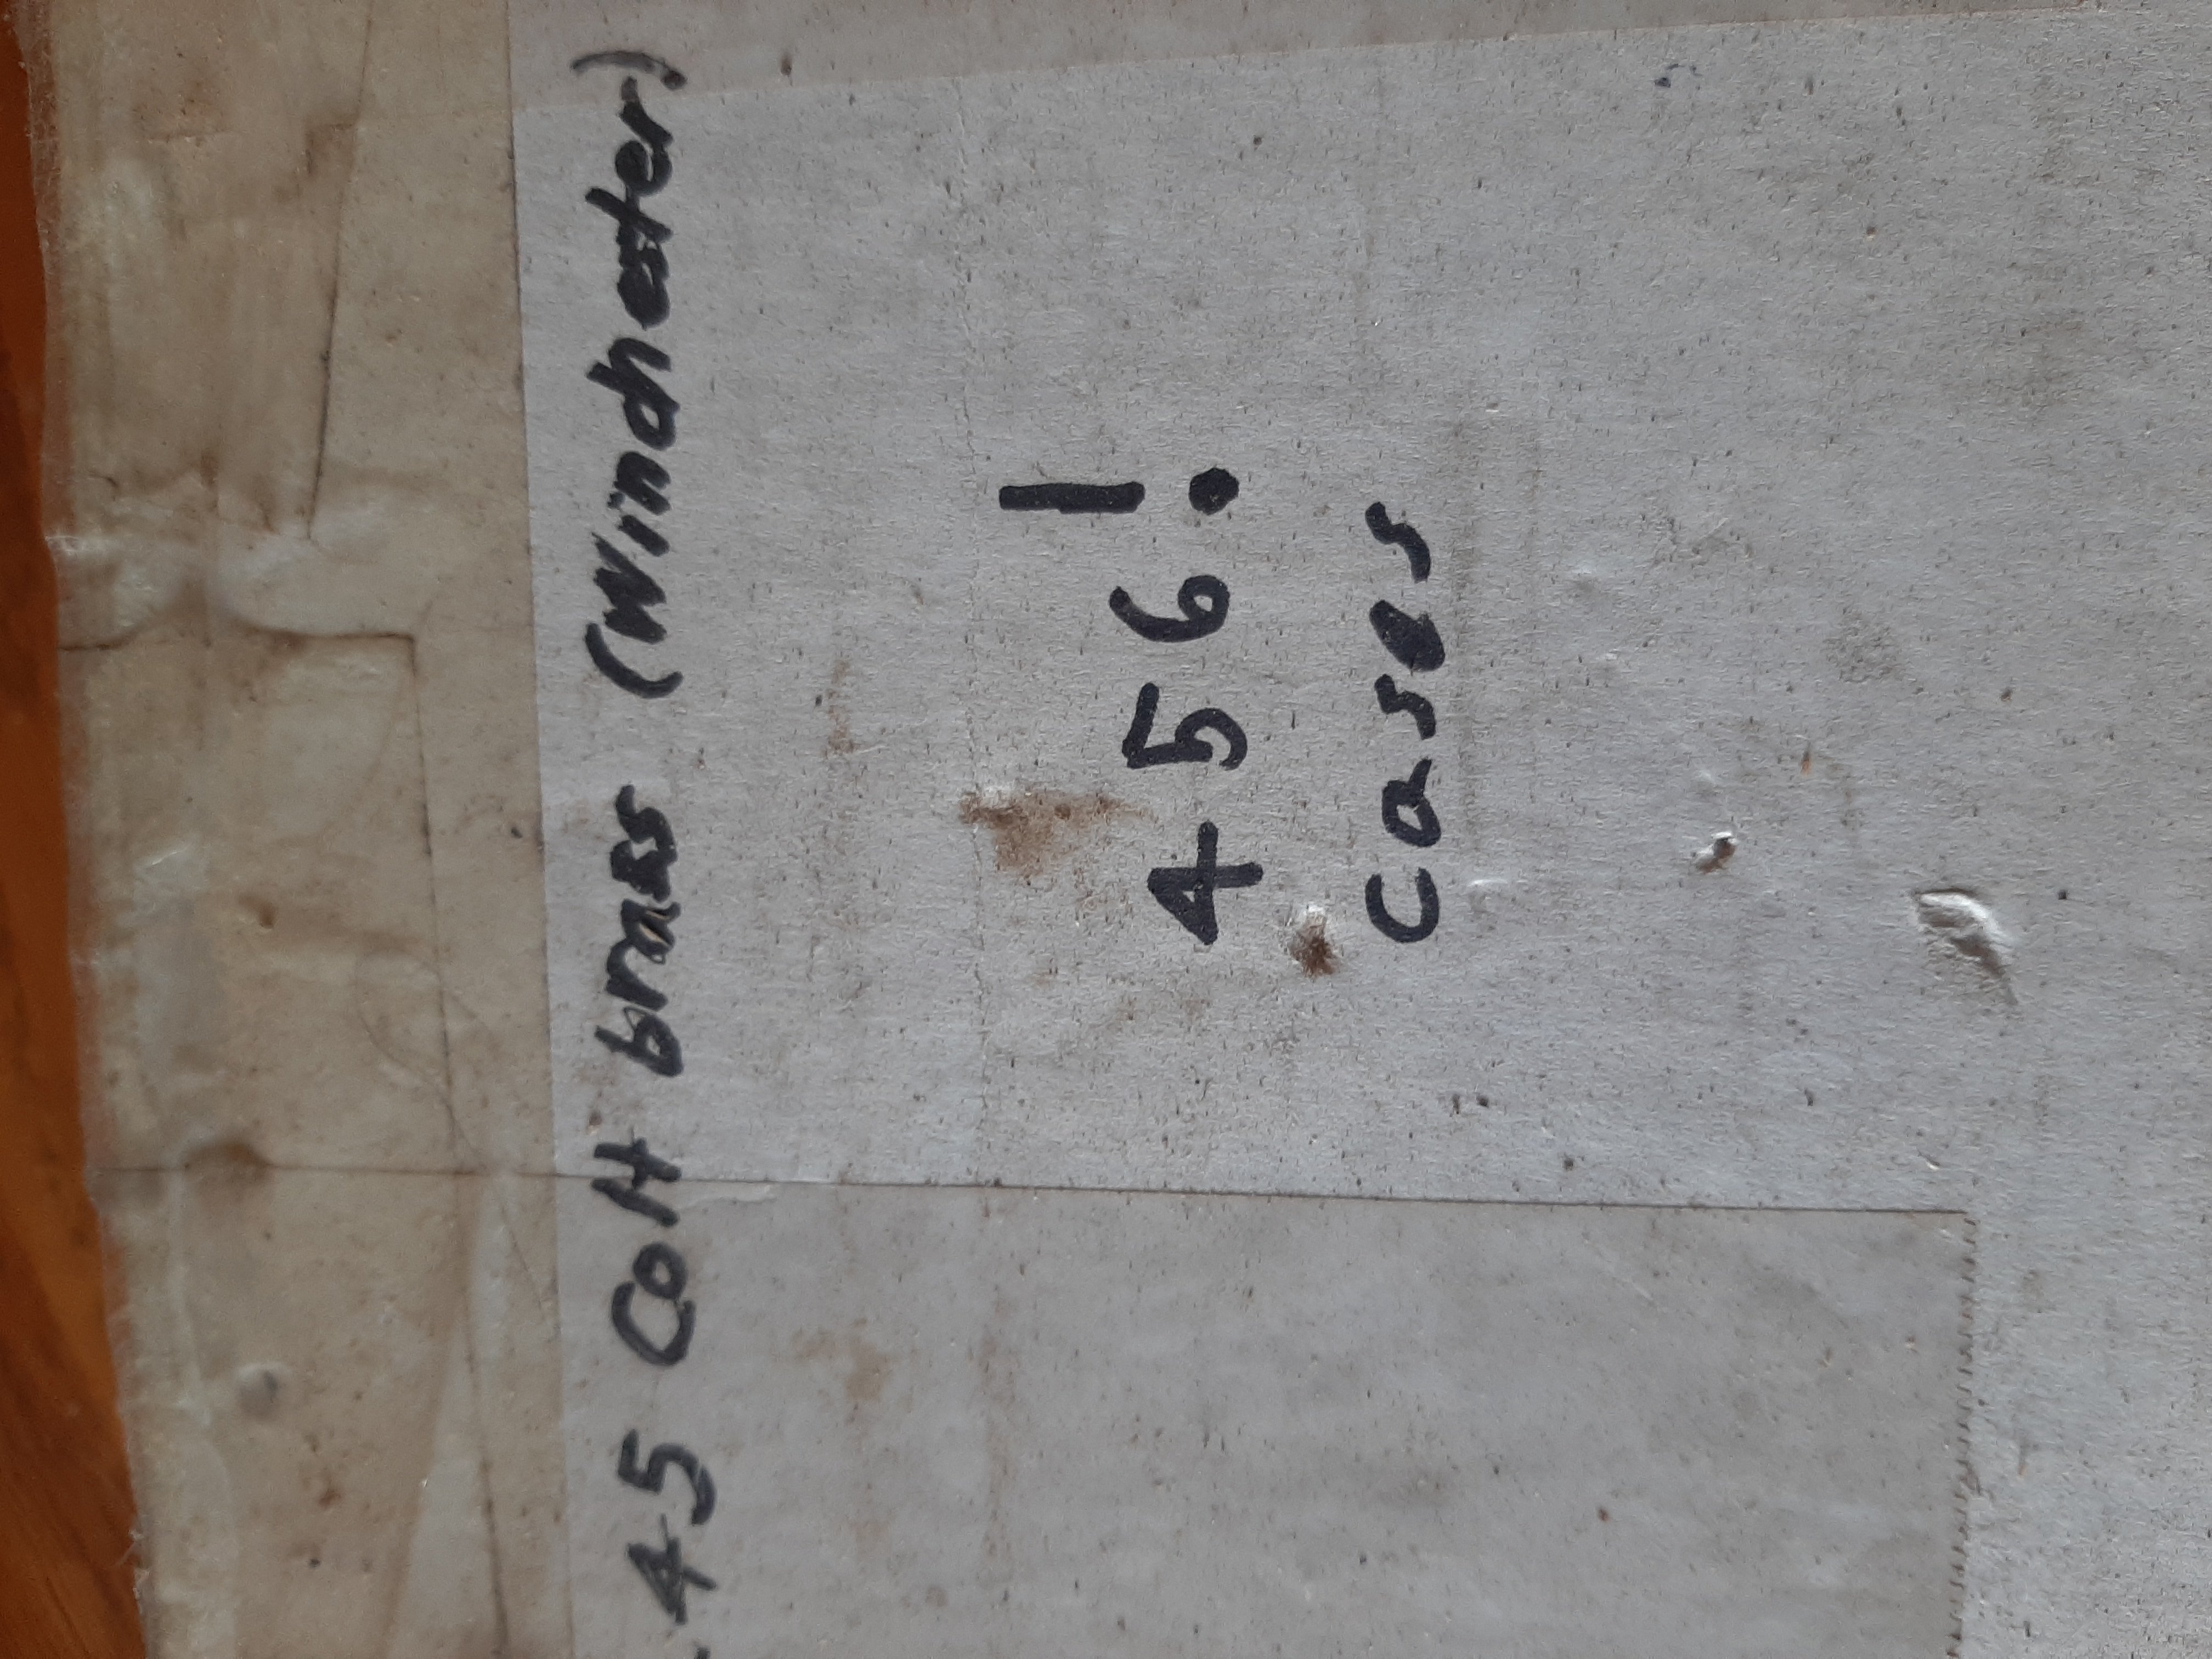 .45 Colt brass (Winchester)
456!
cases